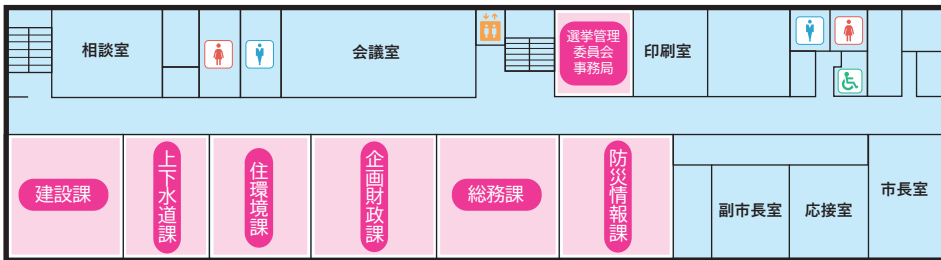 相談室
会議室
選挙管理
委員会
事務局
印刷室
建設課
上下水道課
住環境課
企画財政課
総務課
防災情報課
副市長室
応接室
市長室